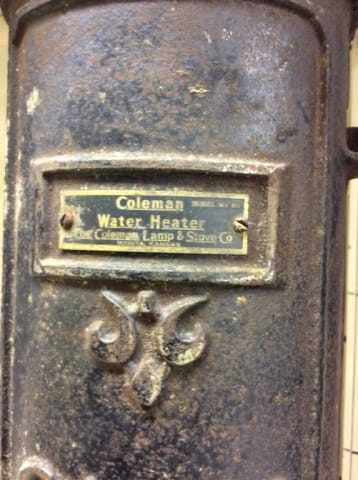 Coleman MODEL NO.
Water Heater
The Coleman Lamp & Stove Co
WICHITA, KANSAS